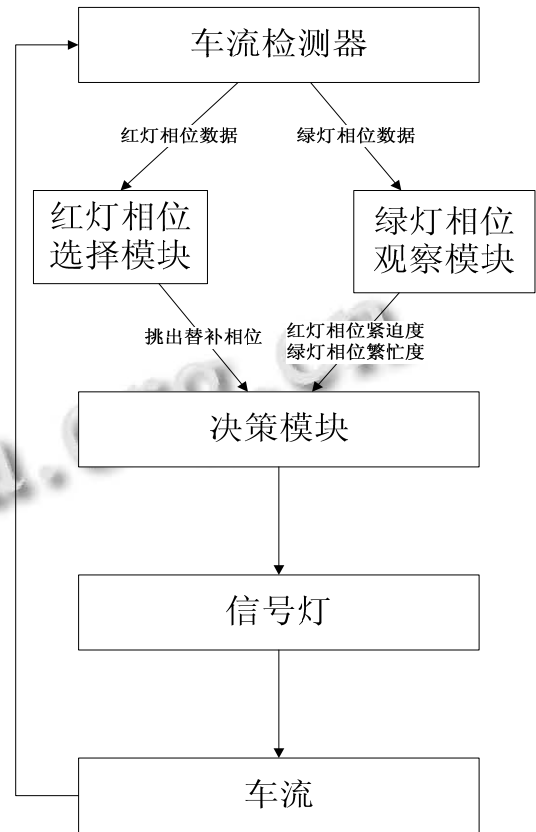 车流检测器
红灯相位数据
绿灯相位数据
红灯相位
选择模块
绿灯相位
观察模块
挑出替补相位
红灯相位紧迫度
绿灯相位繁忙度
决策模块
信号灯
车流